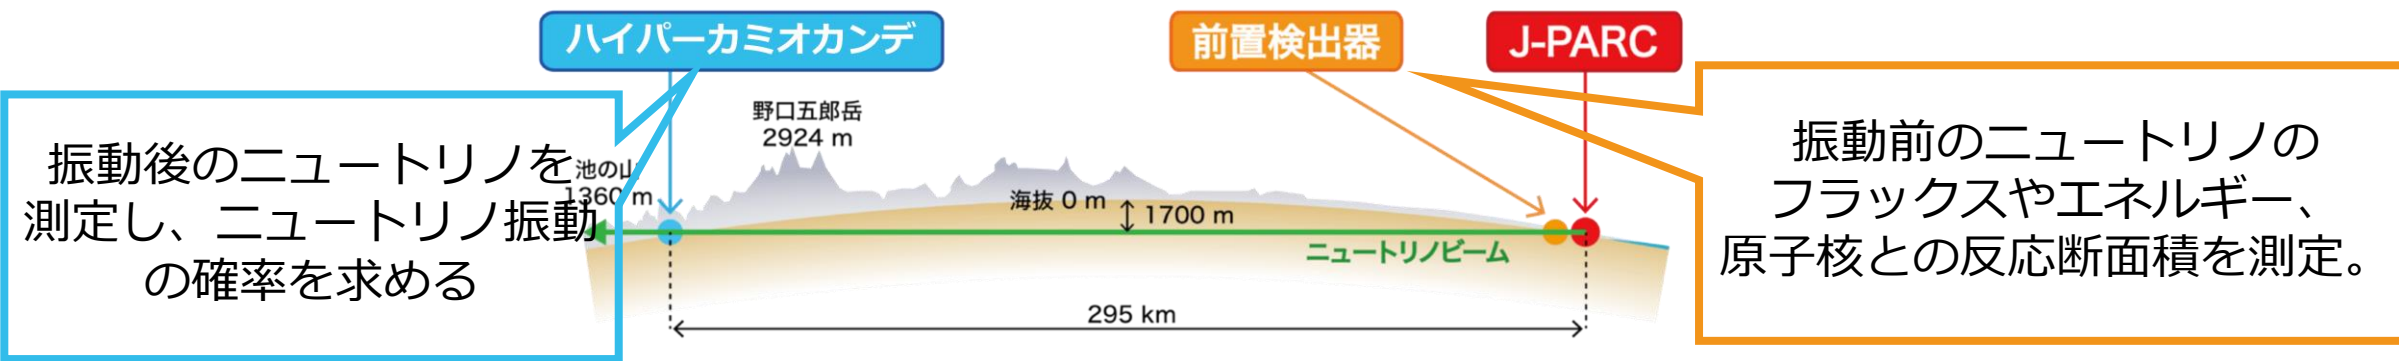 ハイパーカミオカンデ
前置検出器
J-PARC
振動後のニュートリノを
測定し、ニュートリノ振動
の確率を求める
野口五郎岳
2924 m
池の山
1360 m
海抜 0 m
1700 m
ニュートリノビーム
295 km
振動前のニュートリノの
フラックスやエネルギー、
原子核との反応断面積を測定。